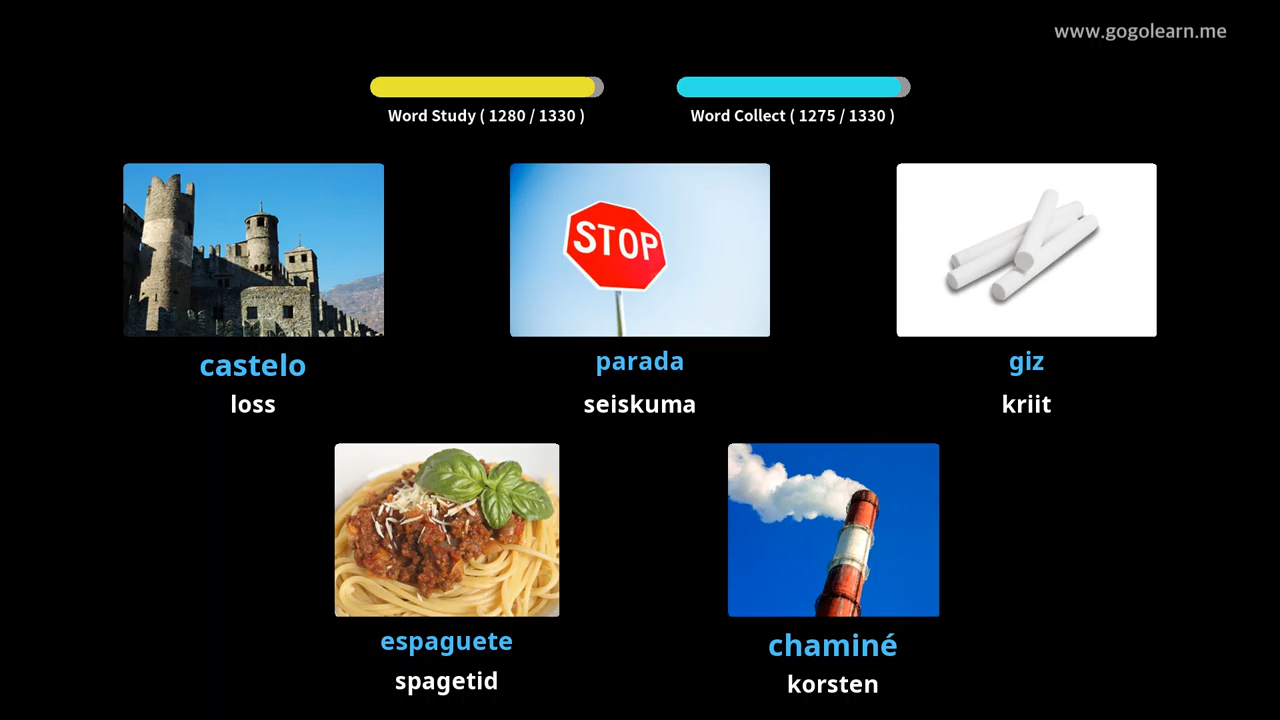 www.gogolearn.me
Word Study ( 1280 / 1330 )
Word Collect ( 1275 / 1330 )
STOP
castelo
loss
parada
seiskuma
giz
kriit
espaguete
spagetid
chaminé
korsten